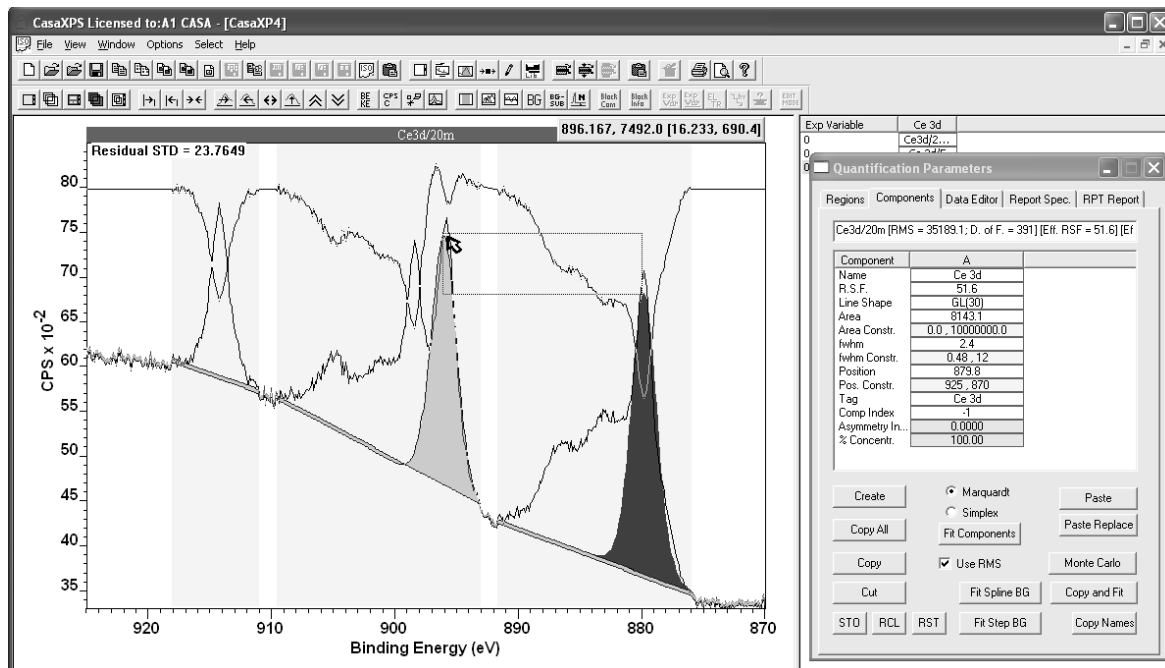 CasaXPS Licensed to:A1 CASA - [CasaXP4]
File View Window Options Select Help
Ce3d/20m
896.167, 7492.0 [16.233, 690.4]
Residual STD = 23.7649
80
75
70
65
60
55
50
45
40
35
CPS x 10-2
920 910 900 890 880 870
Binding Energy (eV)
Exp Variable Ce 3d
0 Ce3d/2...
0
Quantification Parameters
Regions Components Data Editor Report Spec. RPT Report
Ce3d/20m [RMS = 35189.1; D. of F. = 391] [Eff. RSF = 51.6] [Ef
Component A
Name Ce 3d
R.S.F. 51.6
Line Shape GL(30)
Area 8143.1
Area Constr. 0.0 , 10000000.0
fwhm 2.4
fwhm Constr. 0.48 , 12
Position 879.8
Pos. Constr. 925 , 870
Tag Ce 3d
Comp Index -1
Asymmetry In... 0.0000
% Concentr. 100.00
Create Marquardt Paste
Simplex
Copy All Fit Components Paste Replace
Copy Use RMS Monte Carlo
Cut Fit Spline BG Copy and Fit
STO RCL RST Fit Step BG Copy Names